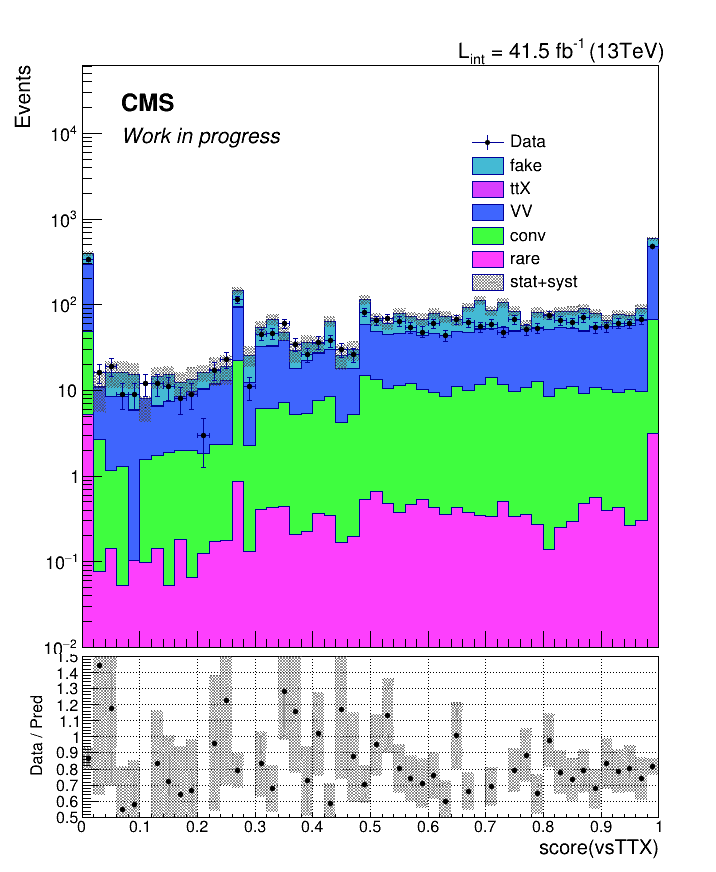 L_int = 41.5 fb^-1 (13TeV)
Events
CMS
Work in progress
Data
fake
ttX
VV
conv
rare
stat+syst
10^4
10^3
10^2
10
1
10^−1
10^−2
Data / Pred
1.5
1.4
1.3
1.2
1.1
1
0.9
0.8
0.7
0.6
0.5
0 0.1 0.2 0.3 0.4 0.5 0.6 0.7 0.8 0.9 1
score(vsTTX)